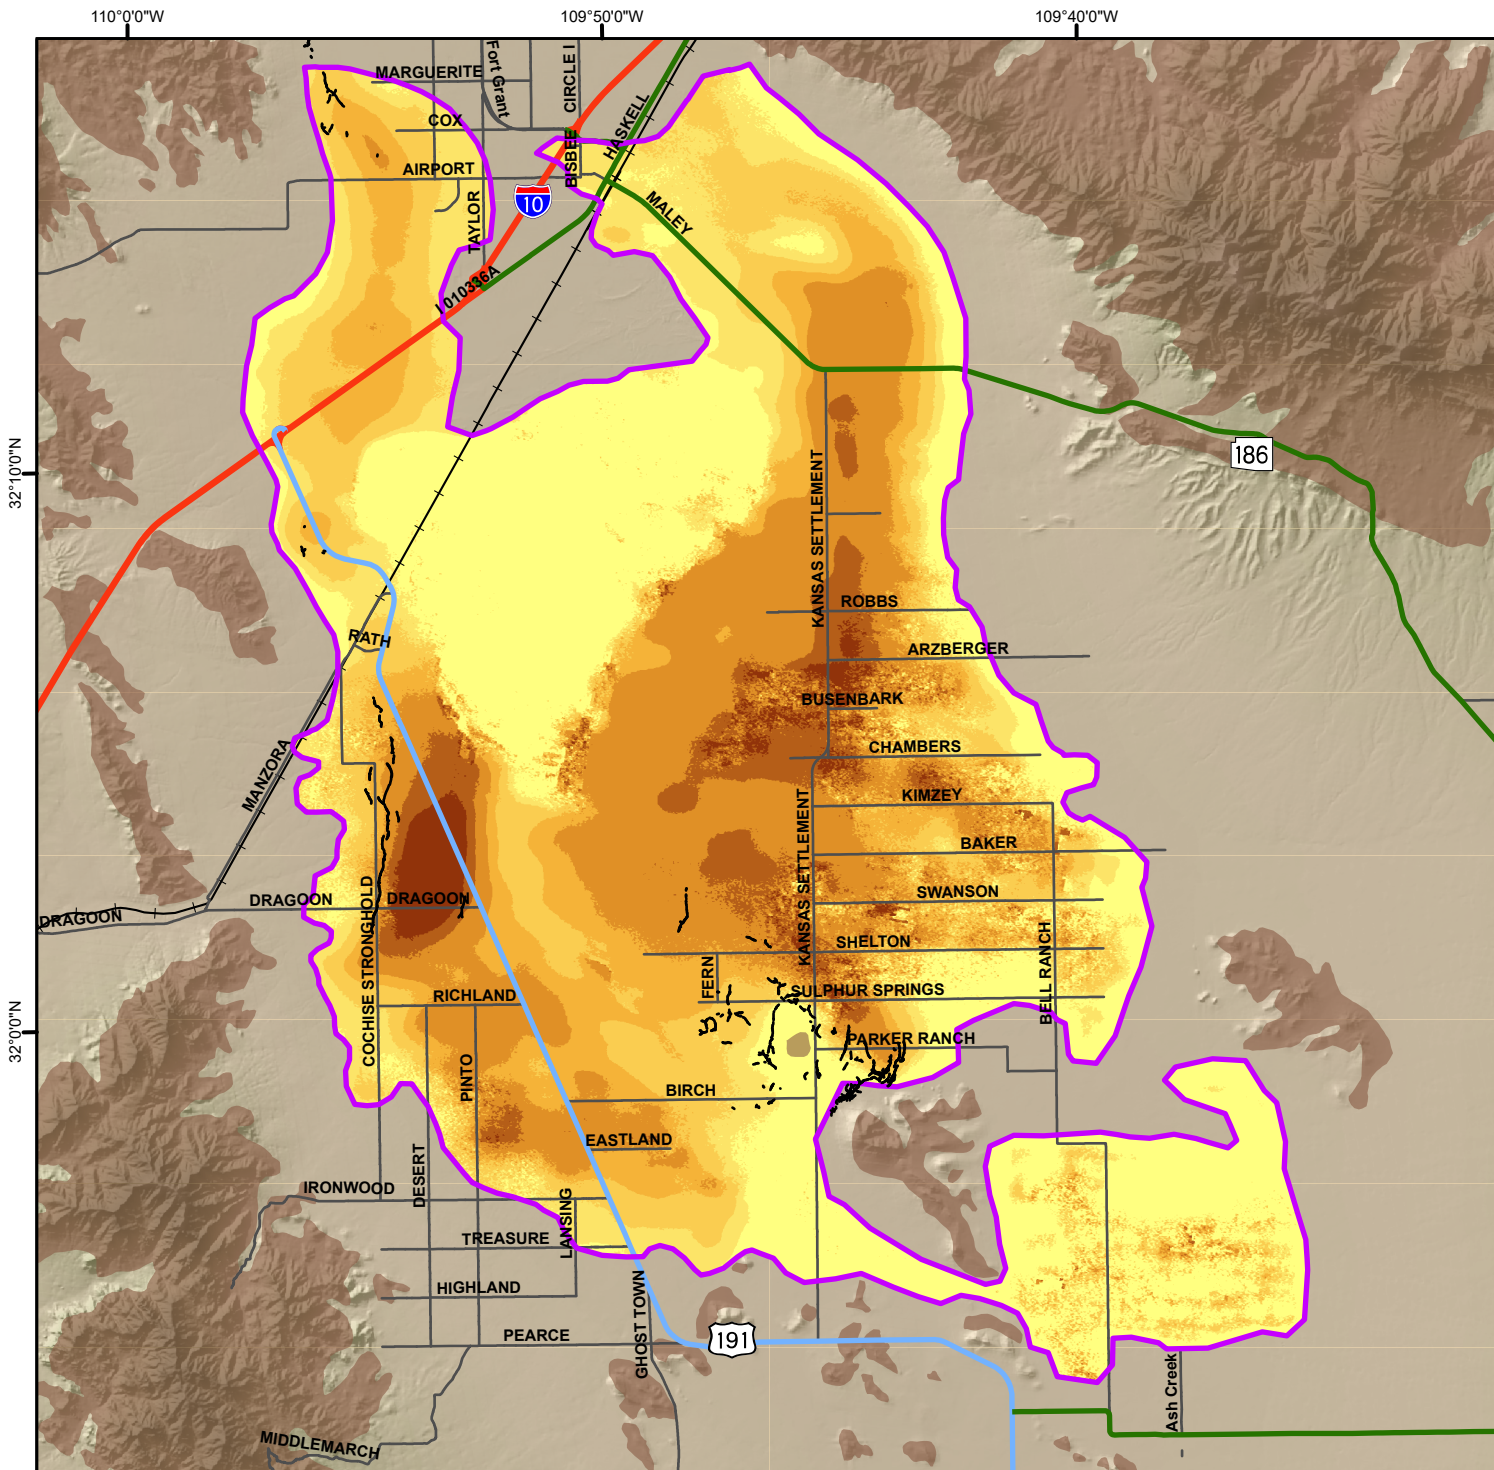 110°0'0"W
109°50'0"W
109°40'0"W
MARGUERITE
Fort Grant
CIRCLE I
COX
HASKELL
BISBEE
AIRPORT
10
MALEY
TAYLOR
I 010336A
32°10'0"N
186
KANSAS SETTLEMENT
ROBBS
RATH
ARZBERGER
BUSENBARK
MANZORA
CHAMBERS
KIMZEY
BAKER
KANSAS SETTLEMENT
SWANSON
DRAGOON
DRAGOON
DRAGOON
COCHISE STRONGHOLD
SHELTON
BELL RANCH
FERN
SULPHUR SPRINGS
RICHLAND
32°0'0"N
PARKER RANCH
PINTO
BIRCH
EASTLAND
DESERT
IRONWOOD
LANSING
TREASURE
HIGHLAND
GHOST TOWN
PEARCE
191
Ash Creek
MIDDLEMARCH